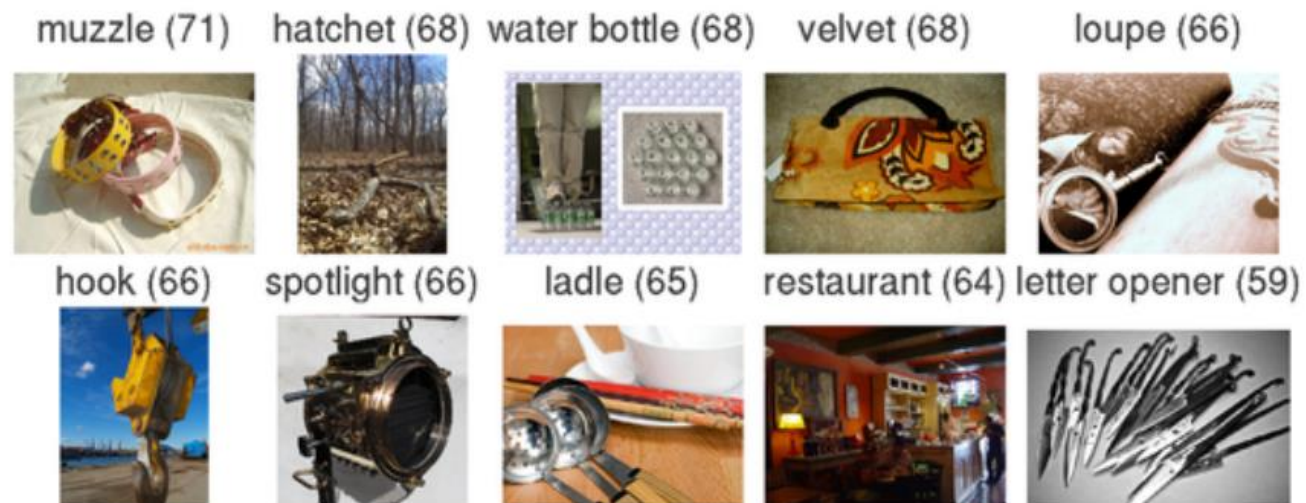 muzzle (71) hatchet (68) water bottle (68) velvet (68) loupe (66)
hook (66) spotlight (66) ladle (65) restaurant (64) letter opener (59)